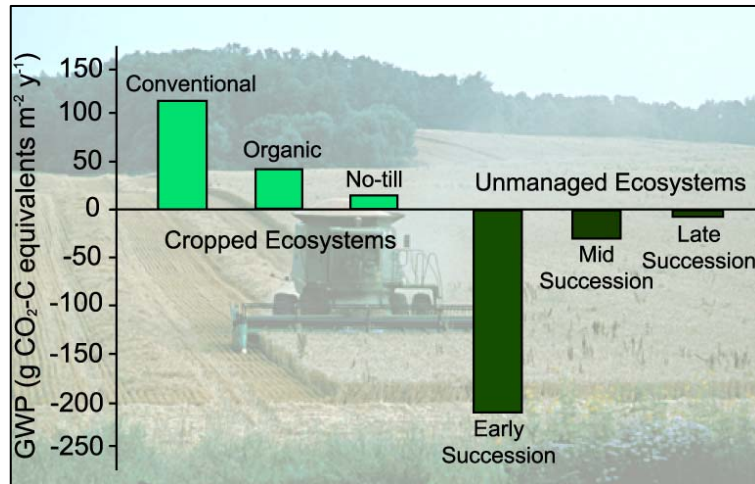 GWP (g CO₂-C equivalents m⁻² y⁻¹)
150
100
50
0
-50
-100
-150
-200
-250
Conventional
Organic
No-till
Cropped Ecosystems
Unmanaged Ecosystems
Early
Succession
Mid
Succession
Late
Succession